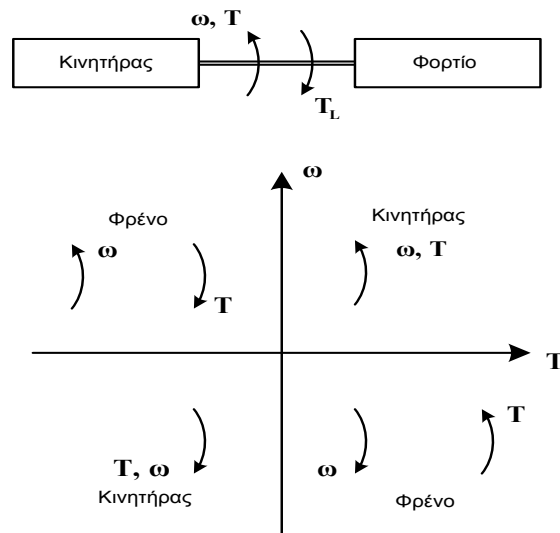 ω, T
Κινητήρας
Φορτίο
T_L
ω
Φρένο
Κινητήρας
ω
ω, T
T
T
T
T, ω
ω
Κινητήρας
Φρένο